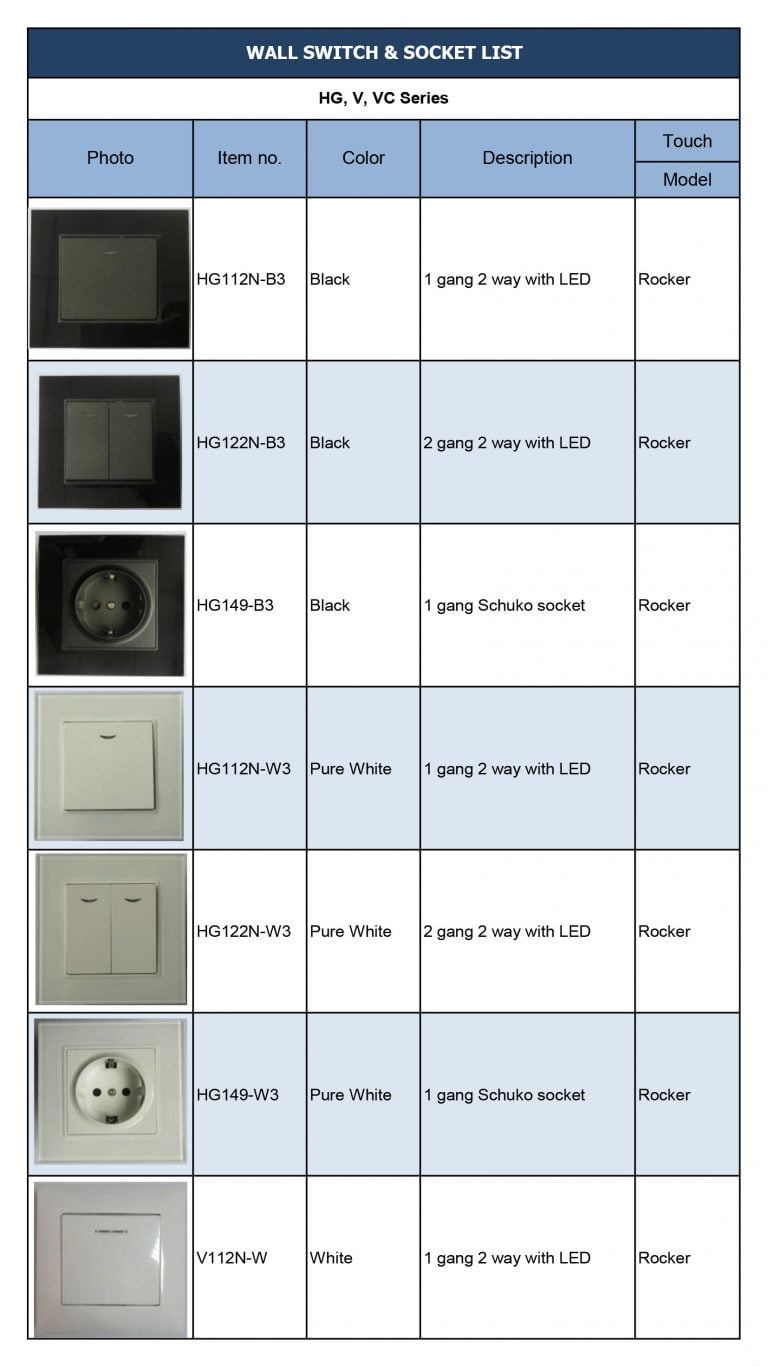 WALL SWITCH & SOCKET LIST
HG, V, VC Series
Photo Item no. Color Description Touch
Model
HG112N-B3 Black 1 gang 2 way with LED Rocker
HG122N-B3 Black 2 gang 2 way with LED Rocker
HG149-B3 Black 1 gang Schuko socket Rocker
HG112N-W3 Pure White 1 gang 2 way with LED Rocker
HG122N-W3 Pure White 2 gang 2 way with LED Rocker
HG149-W3 Pure White 1 gang Schuko socket Rocker
V112N-W White 1 gang 2 way with LED Rocker